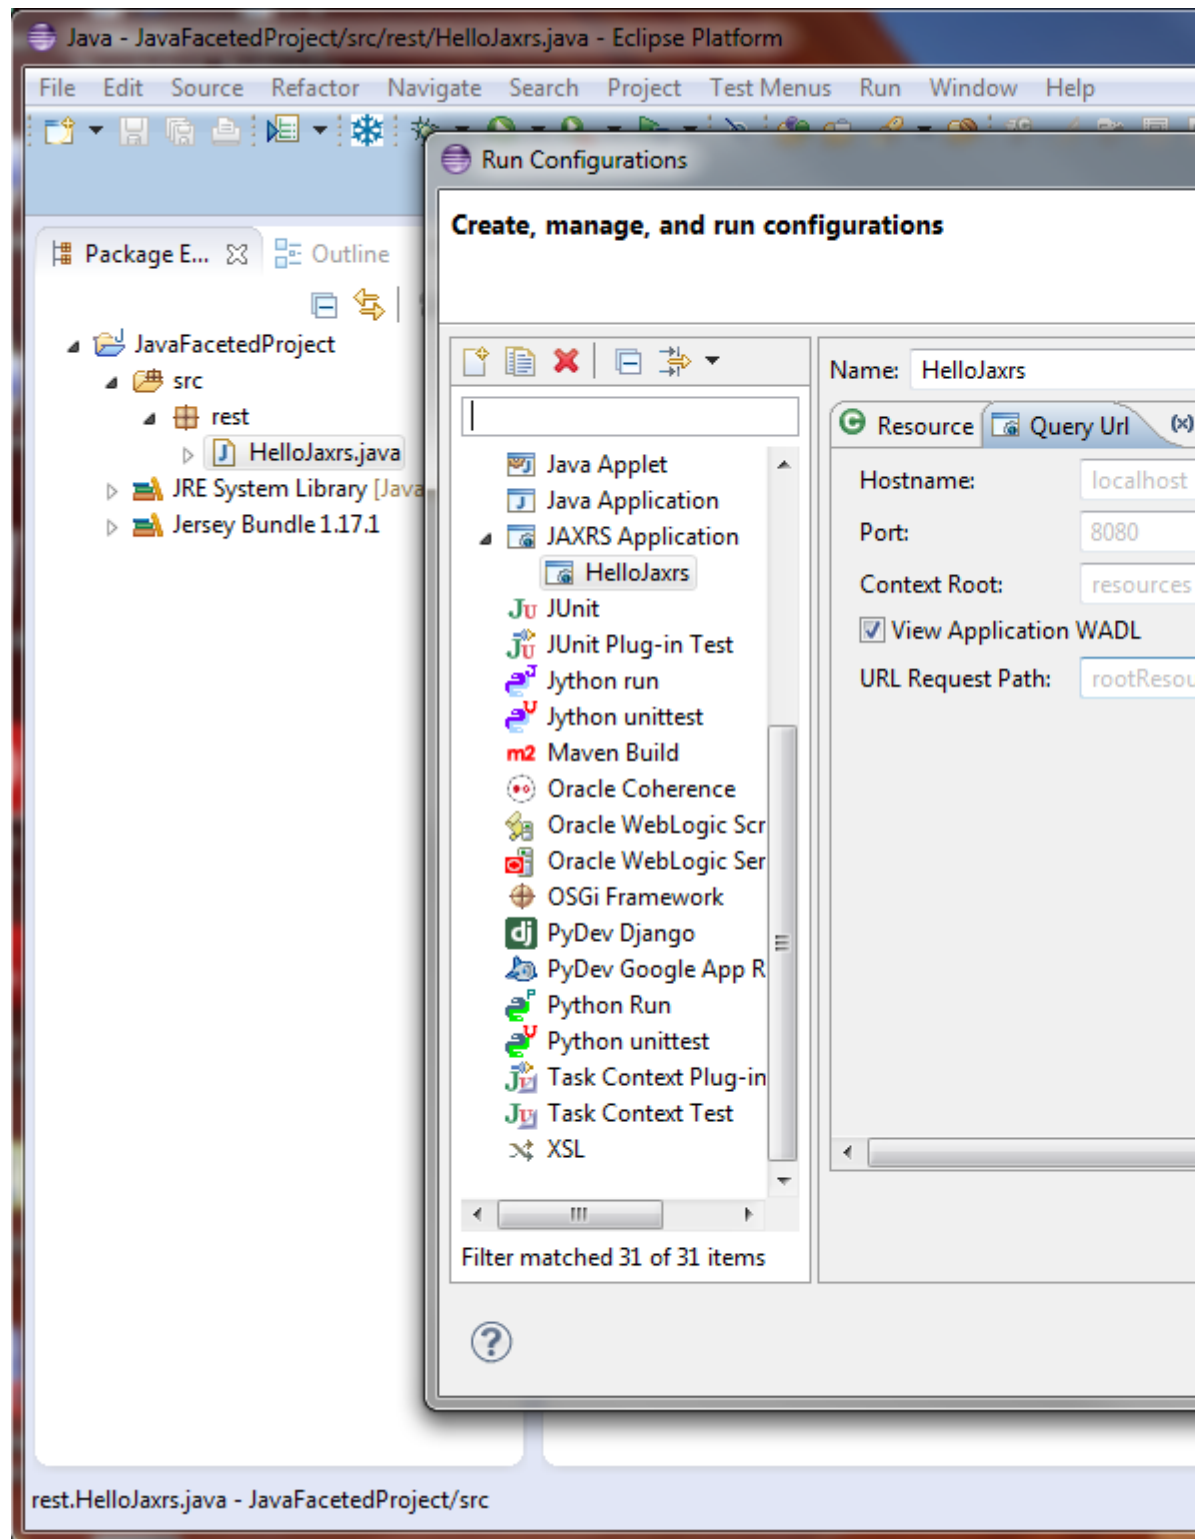 Java - JavaFacetedProject/src/rest/HelloJaxrs.java - Eclipse Platform
File Edit Source Refactor Navigate Search Project Test Menus Run Window Help
Run Configurations
Create, manage, and run configurations
Package E... Outline
JavaFacetedProject
src
rest
HelloJaxrs.java
JRE System Library [Java
Jersey Bundle 1.17.1
Name: HelloJaxrs
Resource Query Url (x)
Java Applet
Java Application
JAXRS Application
HelloJaxrs
JUnit
JUnit Plug-in Test
Jython run
Jython unittest
Maven Build
Oracle Coherence
Oracle WebLogic Scr
Oracle WebLogic Ser
OSGi Framework
PyDev Django
PyDev Google App R
Python Run
Python unittest
Task Context Plug-in
Task Context Test
XSL
Filter matched 31 of 31 items
Hostname: localhost
Port: 8080
Context Root: resources
View Application WADL
URL Request Path: rootResou
rest.HelloJaxrs.java - JavaFacetedProject/src